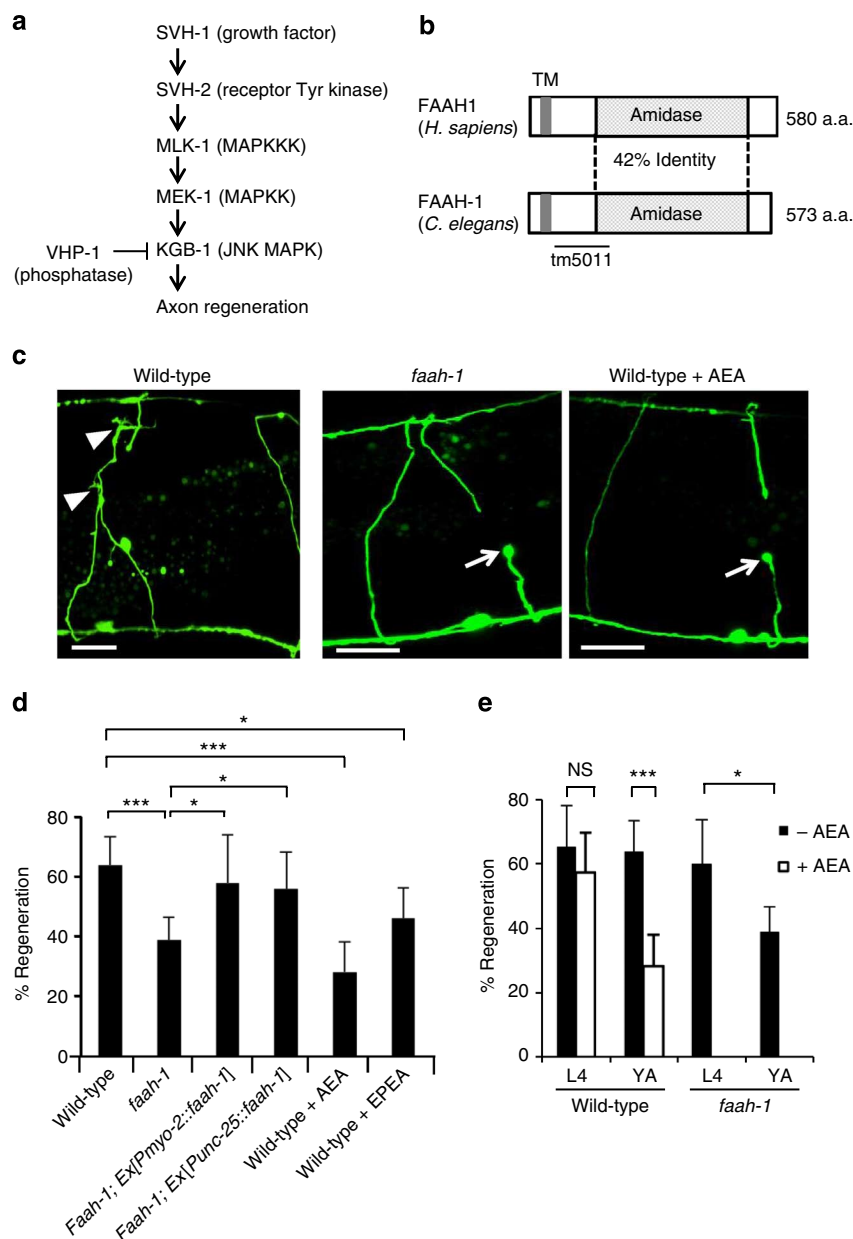 a
SVH-1 (growth factor)
SVH-2 (receptor Tyr kinase)
MLK-1 (MAPKKK)
MEK-1 (MAPKK)
VHP-1
(phosphatase)
KGB-1 (JNK MAPK)
Axon regeneration
b
TM
FAAH1
(H. sapiens)
Amidase
580 a.a.
42% Identity
FAAH-1
(C. elegans)
Amidase
573 a.a.
tm5011
c
Wild-type
faah-1
Wild-type + AEA
d
*
***
*
***
*
% Regeneration
80
60
40
20
0
Wild-type
faah-1
Faah-1; Ex[Pmyo-2::faah-1]
Faah-1; Ex[Punc-25::faah-1]
Wild-type + AEA
Wild-type + EPEA
e
NS
***
*
– AEA
+ AEA
% Regeneration
80
60
40
20
0
L4
YA
L4
YA
Wild-type
faah-1